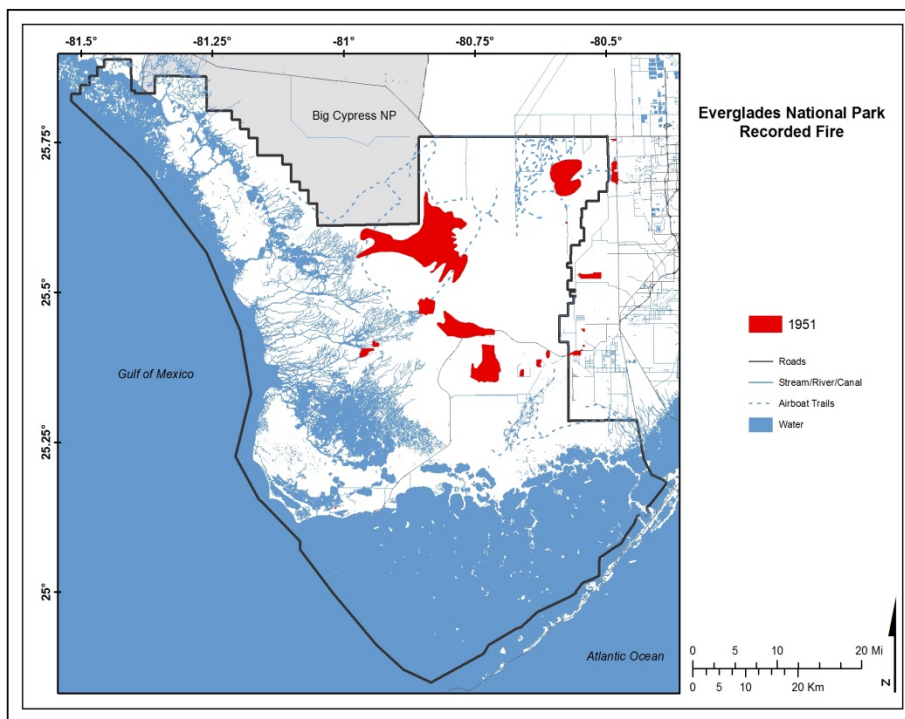 -81.5 -81.25 -81 -80.75 -80.5
Big Cypress NP
Everglades National Park
Recorded Fire
25.75
25.5
25.25
25°
Gulf of Mexico
Atlantic Ocean
1951
Roads
Stream/River/Canal
Airboat Trails
Water
0 5 10 20 Mi
0 5 10 20 Km
N